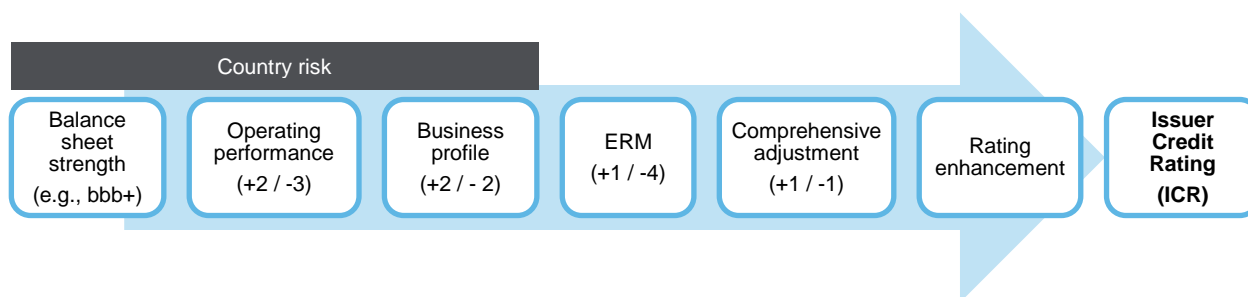 Country risk
Balance
sheet
strength
(e.g., bbb+)
Operating
performance
(+2 / -3)
Business
profile
(+2 / - 2)
ERM
(+1 / -4)
Comprehensive
adjustment
(+1 / -1)
Rating
enhancement
Issuer
Credit
Rating
(ICR)